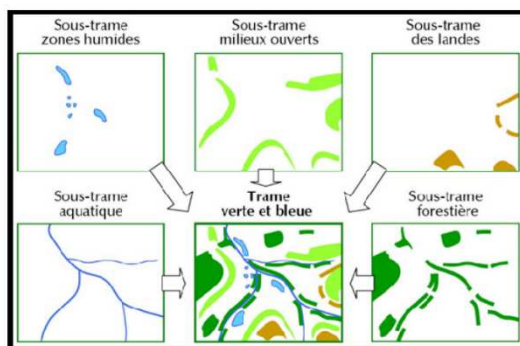 Sous-trame
zones humides
Sous-trame
milieux ouverts
Sous-trame
des landes
Sous-trame
aquatique
Trame
verte et bleue
Sous-trame
forestière